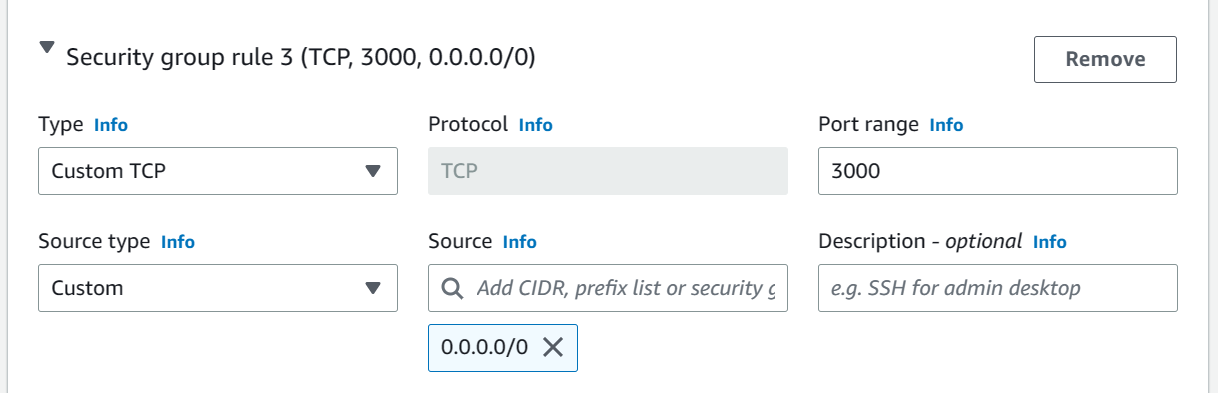 Security group rule 3 (TCP, 3000, 0.0.0.0/0)
Remove
Type Info
Protocol Info
Port range Info
Custom TCP
TCP
3000
Source type Info
Source Info
Description - optional Info
Custom
Add CIDR, prefix list or security g
e.g. SSH for admin desktop
0.0.0.0/0